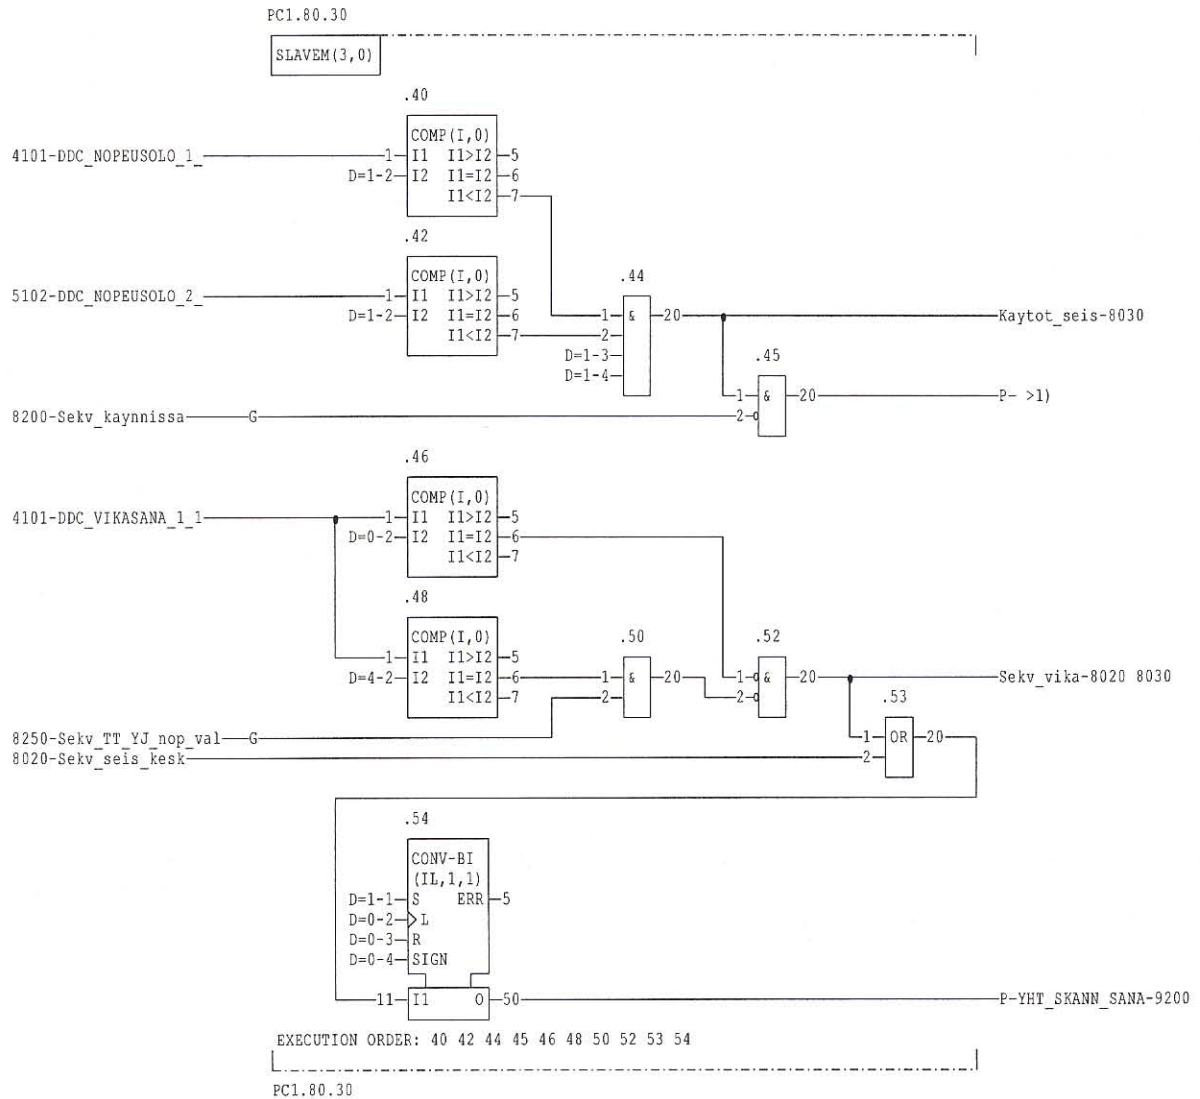 PC1.80.30
SLAVEM(3,0)
.40
COMP(I,0)
4101-DDC_NOPEUSOLO_1_ 1 I1 I1>I2 5
D=1-2 I2 I1=I2 6
I1<I2 7
.42
COMP(I,0)
.44
5102-DDC_NOPEUSOLO_2_ 1 I1 I1>I2 5
D=1-2 I2 I1=I2 6 1 & 20 Kaytot_seis-8030
I1<I2 7 2
D=1-3 .45
D=1-4
1 & 20 P- >1)
8200-Sekv_kaynnissa G 2
.46
COMP(I,0)
4101-DDC_VIKASANA_1_1 1 I1 I1>I2 5
D=0-2 I2 I1=I2 6
I1<I2 7
.48
COMP(I,0) .50 .52
1 I1 I1>I2 5
D=4-2 I2 I1=I2 6 1 & 20 1 & 20 Sekv_vika-8020 8030
I1<I2 7 2 2 .53
8250-Sekv_TT_YJ_nop_val G 1 OR 20
8020-Sekv_seis_kesk 2
.54
CONV-BI
(IL,1,1)
D=1-1 S ERR 5
D=0-2 L
D=0-3 R
D=0-4 SIGN
11 I1 O 50 P-YHT_SKANN_SANA-9200
EXECUTION ORDER: 40 42 44 45 46 48 50 52 53 54
PC1.80.30